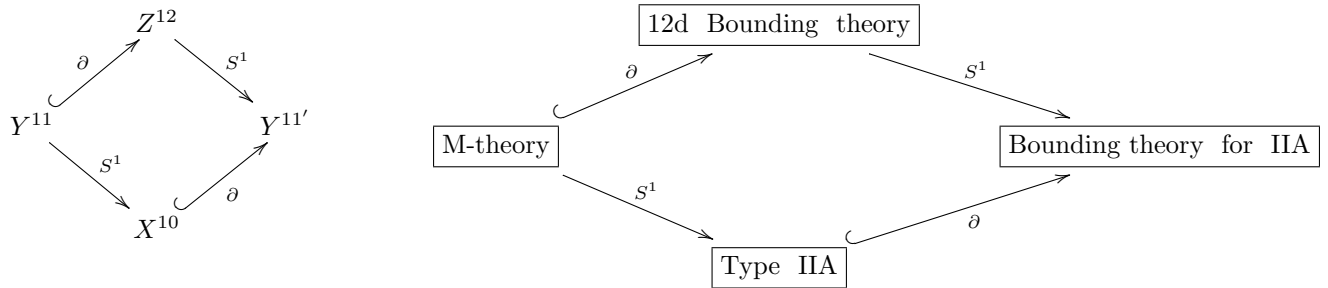 Z^{12}
∂
S^1
Y^{11}
Y^{11'}
S^1
∂
X^{10}
12d Bounding theory
∂
S^1
M-theory
Bounding theory for IIA
S^1
∂
Type IIA